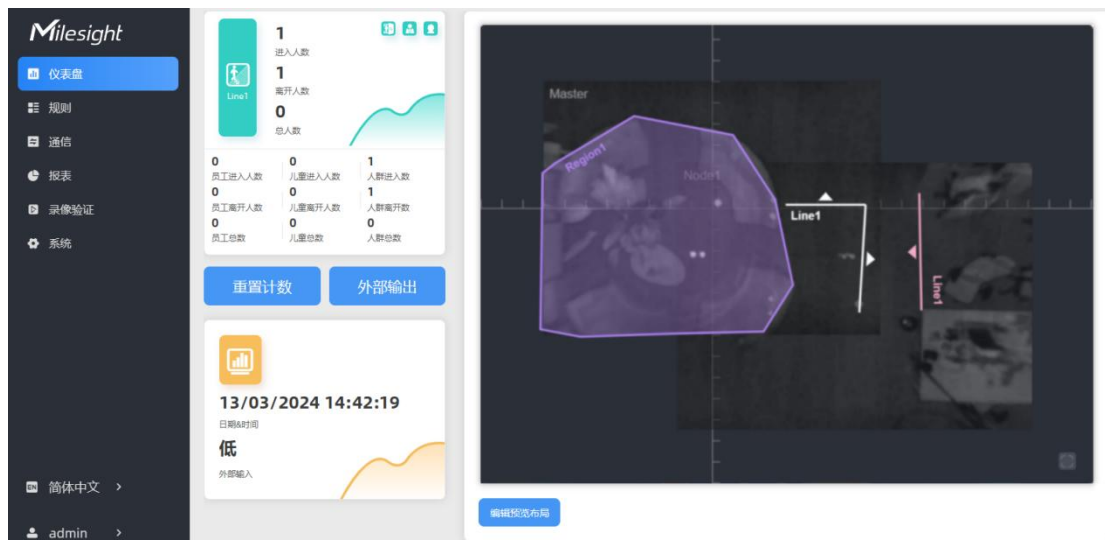 Milesight
仪表盘
规则
通信
报表
录像验证
系统
EN 简体中文 >
admin >
Line1
1
进入人数
1
离开人数
0
总人数
0 0 1
员工进入人数 儿童进入人数 人群进入数
0 0 1
员工离开人数 儿童离开人数 人群离开数
0 0 0
员工总数 儿童总数 人群总数
重置计数 外部输出
13/03/2024 14:42:19
日期&时间
低
外部输入
Master
Region1
Node1
Line1
Line1
编辑预览布局